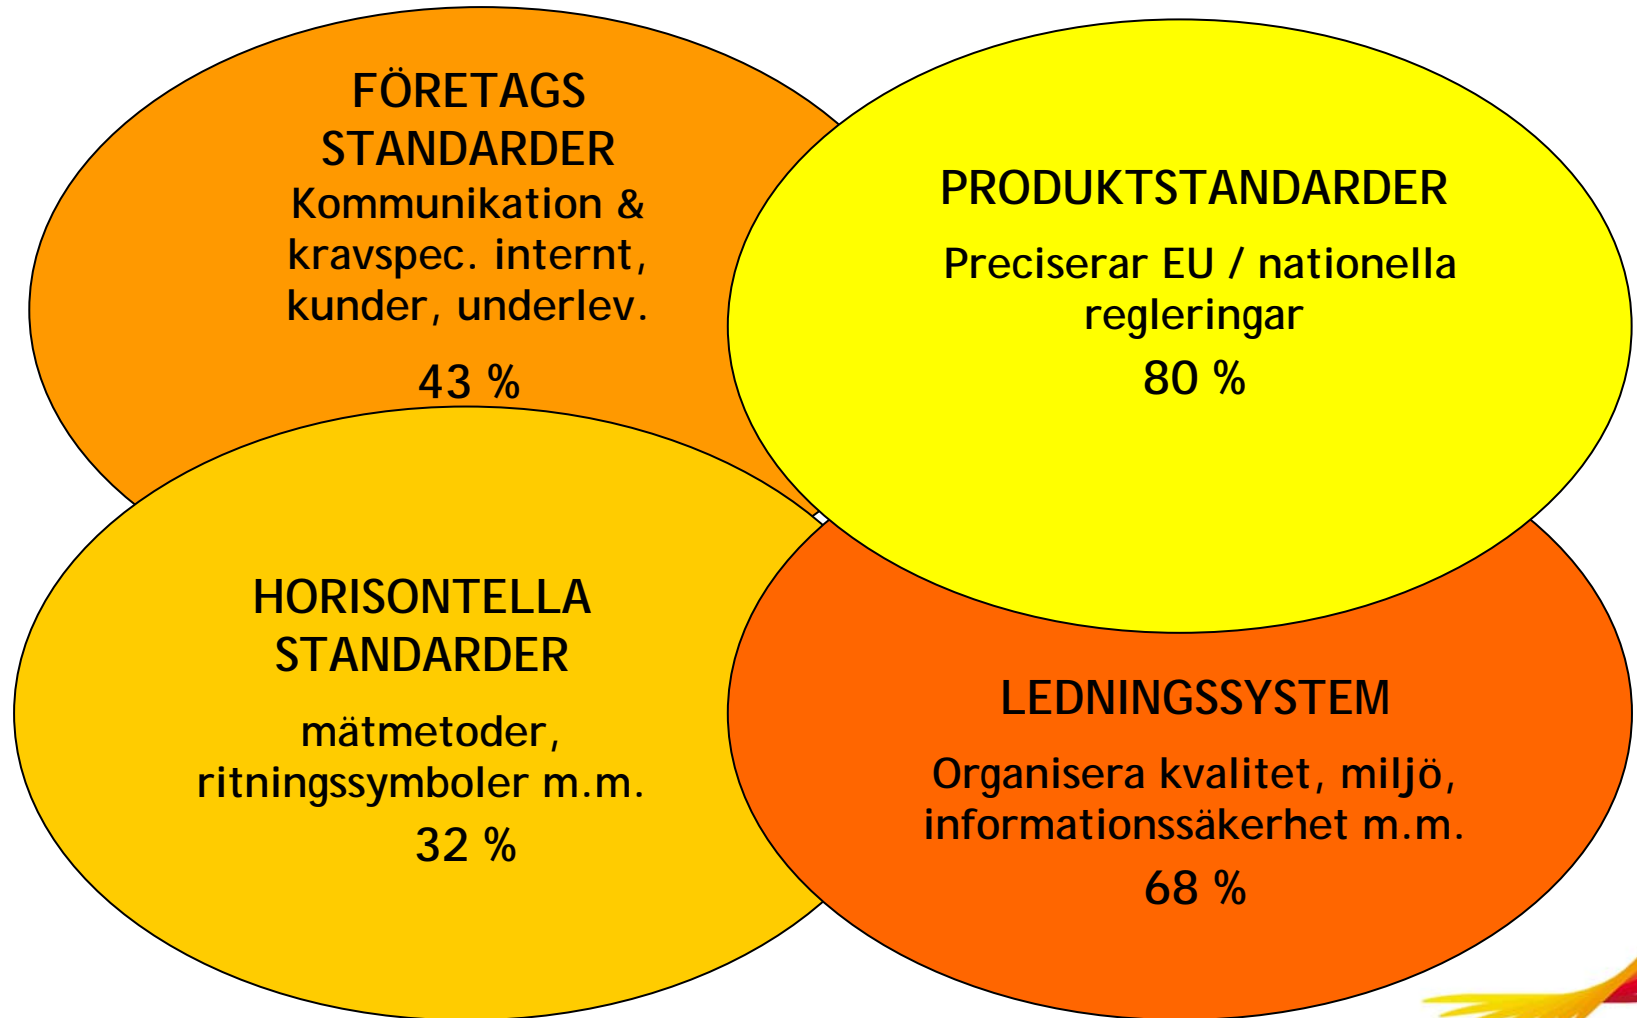 FÖRETAGS
STANDARDER
Kommunikation &
kravspec. internt,
kunder, underlev.
43 %
PRODUKTSTANDARDER
Preciserar EU / nationella
regleringar
80 %
HORISONTELLA
STANDARDER
mätmetoder,
ritningssymboler m.m.
32 %
LEDNINGSSYSTEM
Organisera kvalitet, miljö,
informationssäkerhet m.m.
68 %